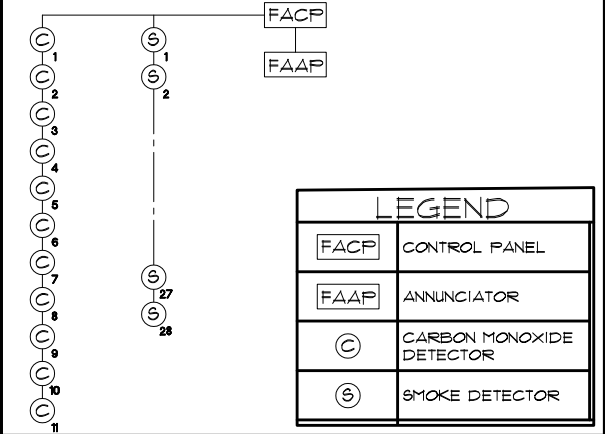 FACP
C
1
S
1
FAAP
C
2
S
2
C
3
C
4
C
5
C
6
C
7
S
27
C
8
S
28
C
9
C
10
C
11
LEGEND
FACP CONTROL PANEL
FAAP ANNUNCIATOR
C CARBON MONOXIDE
DETECTOR
S SMOKE DETECTOR